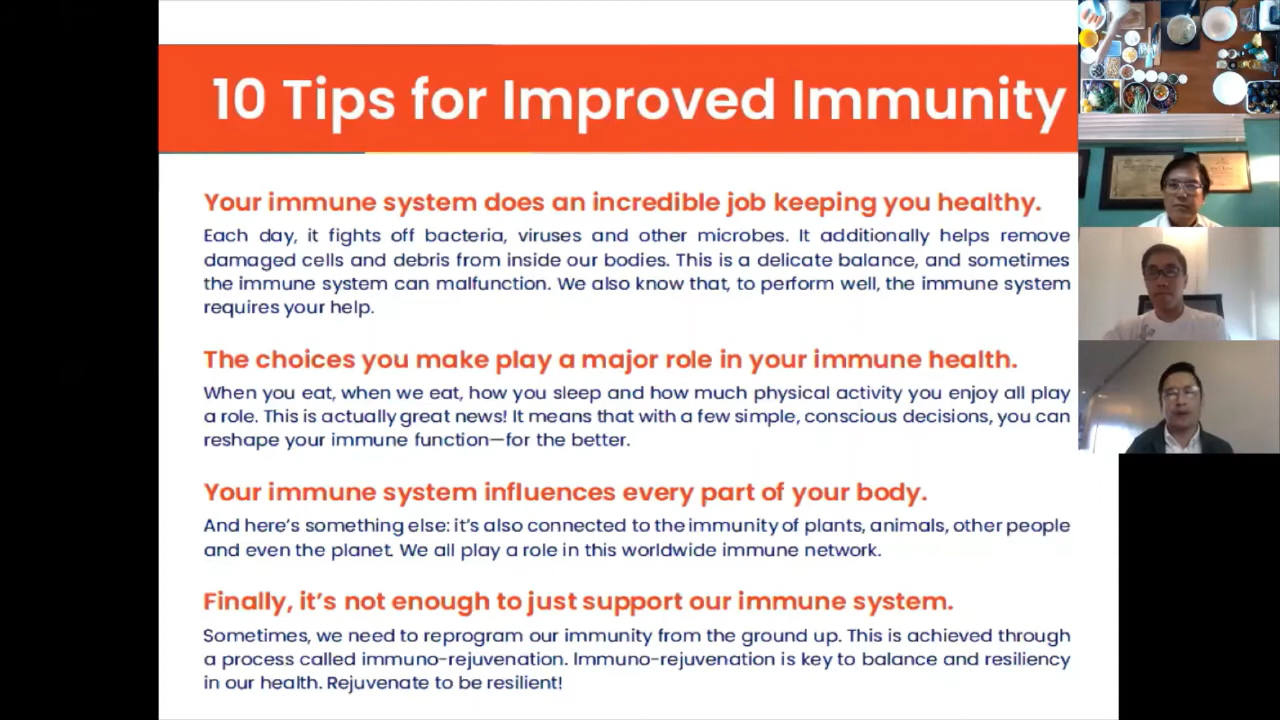 10 Tips for Improved Immunity
Your immune system does an incredible job keeping you healthy.
Each day, it fights off bacteria, viruses and other microbes. It additionally helps remove
damaged cells and debris from inside our bodies. This is a delicate balance, and sometimes
the immune system can malfunction. We also know that, to perform well, the immune system
requires your help.
The choices you make play a major role in your immune health.
When you eat, when we eat, how you sleep and how much physical activity you enjoy all play
a role. This is actually great news! It means that with a few simple, conscious decisions, you can
reshape your immune function—for the better.
Your immune system influences every part of your body.
And here's something else: it's also connected to the immunity of plants, animals, other people
and even the planet. We all play a role in this worldwide immune network.
Finally, it's not enough to just support our immune system.
Sometimes, we need to reprogram our immunity from the ground up. This is achieved through
a process called immuno-rejuvenation. Immuno-rejuvenation is key to balance and resiliency
in our health. Rejuvenate to be resilient!